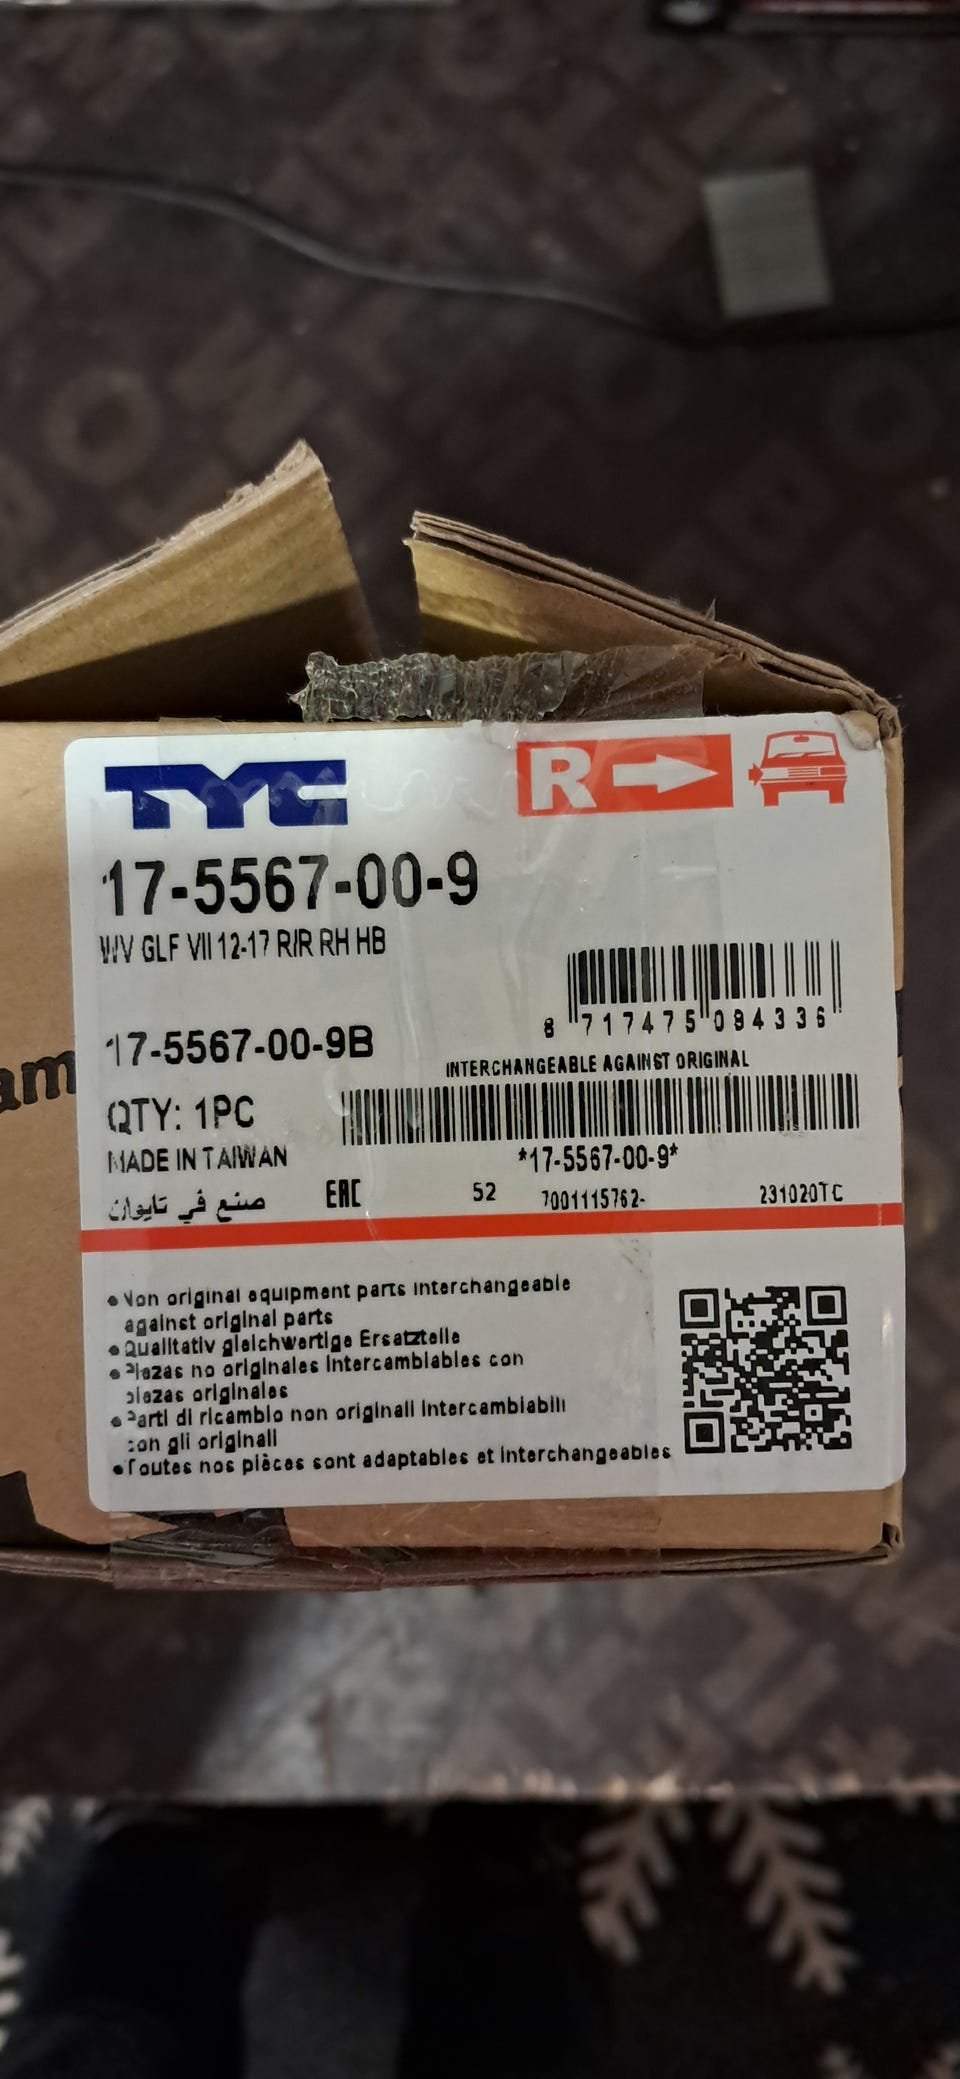 TYC
R
17-5567-00-9
WV GLF VII 12-17 R/R RH HB
8 717475 094336
17-5567-00-9B
INTERCHANGEABLE AGAINST ORIGINAL
QTY: 1PC
MADE IN TAIWAN
*17-5567-00-9*
صنع في تايوان
EAC 52 7001115762- 231020TC
am
• Non original equipment parts interchangeable
against original parts
• Qualitativ gleichwertige Ersatzteile
• Piezas no originales intercambiables con
piezas originales
• Parti di ricambio non originali intercambiabili
con gli originali
• Toutes nos pièces sont adaptables et interchangeables